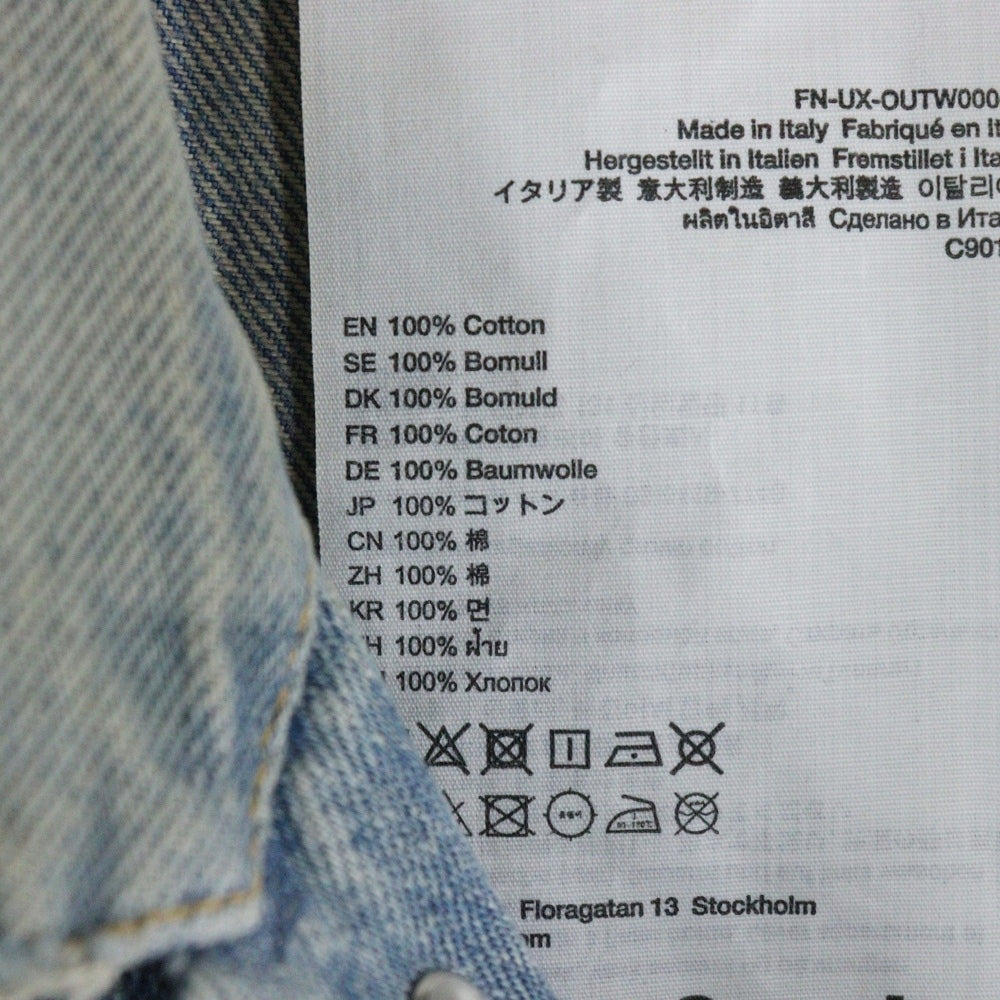 FN-UX-OUTW000
Made in Italy Fabriqué en It
Hergestellt in Italien Fremstillet i Ita
イタリア製 意大利制造 義大利製造 이탈리아
ผลิตในอิตาลี Сделано в Ита
C901
EN 100% Cotton
SE 100% Bomull
DK 100% Bomuld
FR 100% Coton
DE 100% Baumwolle
JP 100% コットン
CN 100% 棉
ZH 100% 棉
KR 100% 면
H 100% ฝ้าย
100% Хлопок
Floragatan 13 Stockholm
om